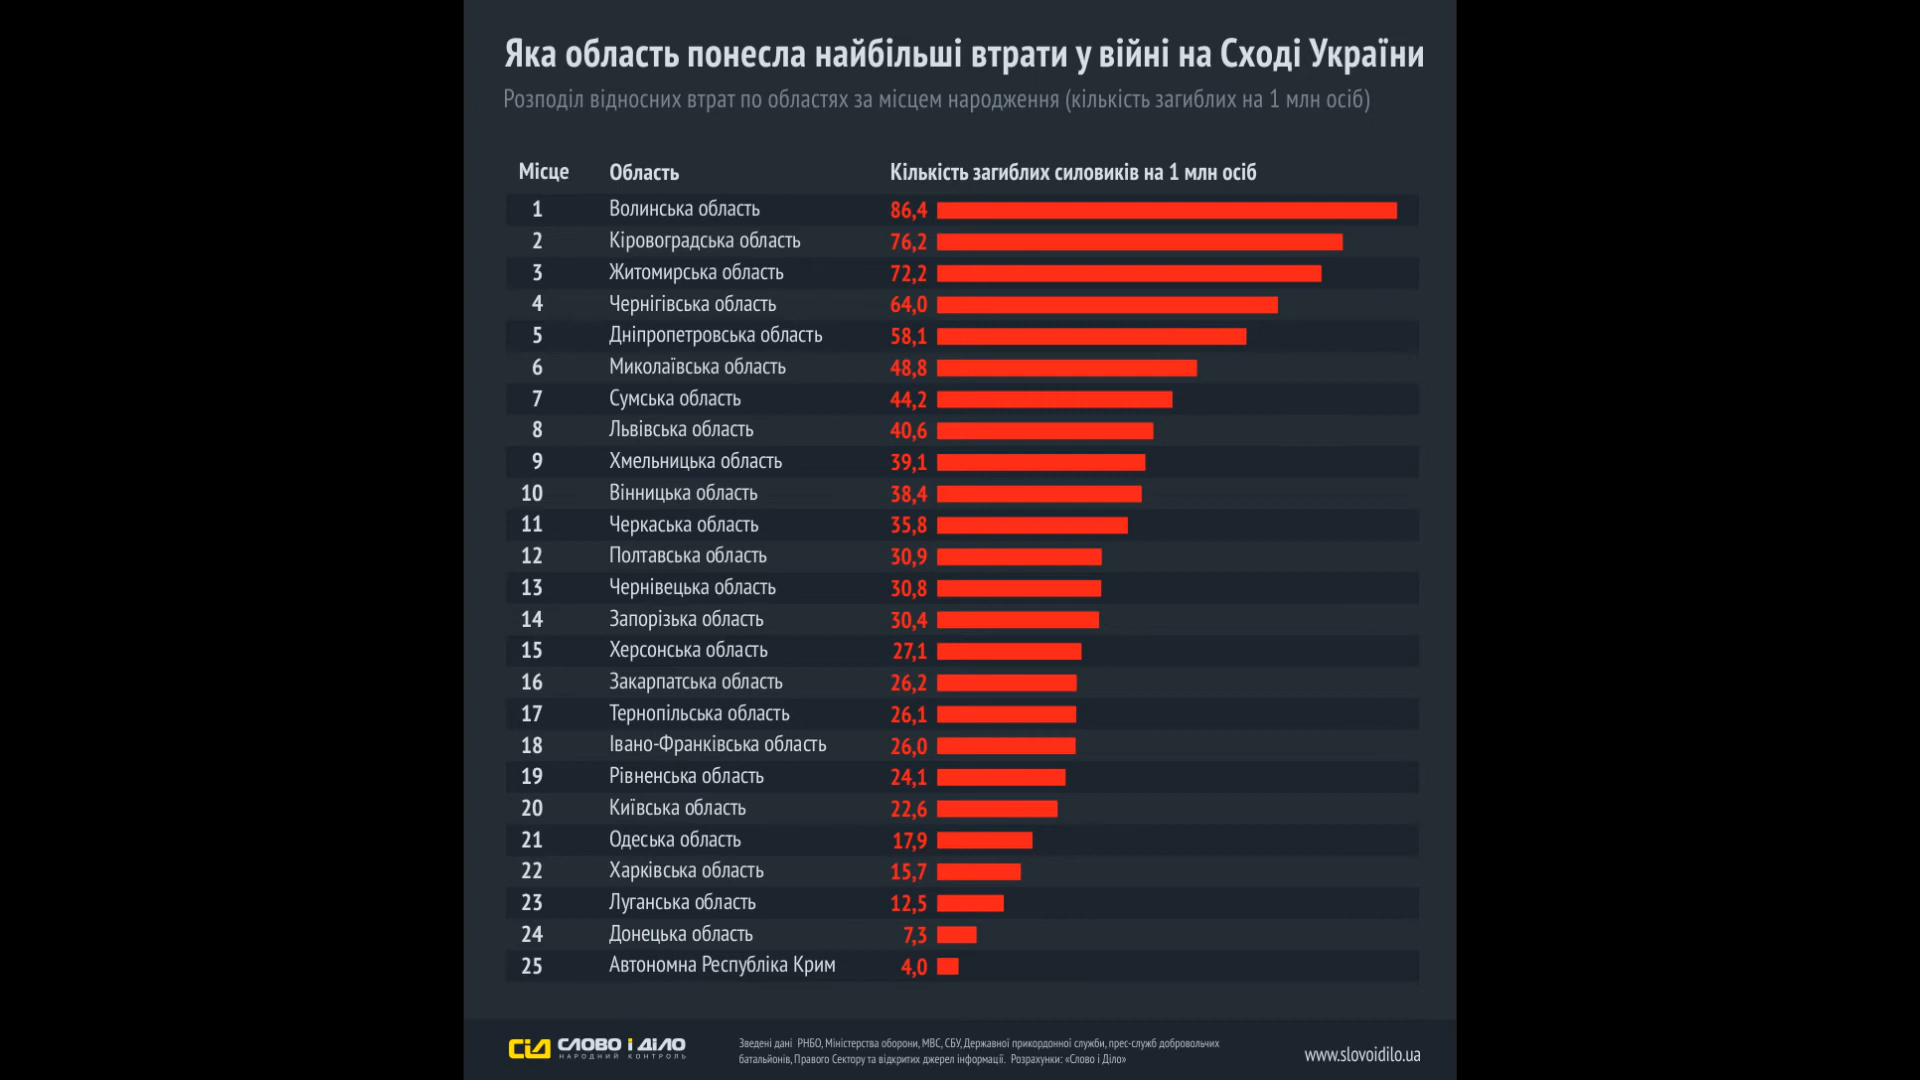 Яка область понесла найбільші втрати у війні на Сході України
Розподіл відносних втрат по областях за місцем народження (кількість загиблих на 1 млн осіб)
Місце Область Кількість загиблих силовиків на 1 млн осіб
1 Волинська область 86,4
2 Кіровоградська область 76,2
3 Житомирська область 72,2
4 Чернігівська область 64,0
5 Дніпропетровська область 58,1
6 Миколаївська область 48,8
7 Сумська область 44,2
8 Львівська область 40,6
9 Хмельницька область 39,1
10 Вінницька область 38,4
11 Черкаська область 35,8
12 Полтавська область 30,9
13 Чернівецька область 30,8
14 Запорізька область 30,4
15 Херсонська область 27,1
16 Закарпатська область 26,2
17 Тернопільська область 26,1
18 Івано-Франківська область 26,0
19 Рівненська область 24,1
20 Київська область 22,6
21 Одеська область 17,9
22 Харківська область 15,7
23 Луганська область 12,5
24 Донецька область 7,3
25 Автономна Республіка Крим 4,0
СІД СЛОВО І ДІЛО
НАРОДНИЙ КОНТРОЛЬ
Зведені дані РНБО, Міністерства оборони, МВС, СБУ, Державної прикордонної служби, прес-служб добровольчих
батальйонів, Правого Сектору та відкритих джерел інформації. Розрахунки: «Слово і Діло»
www.slovoidilo.ua